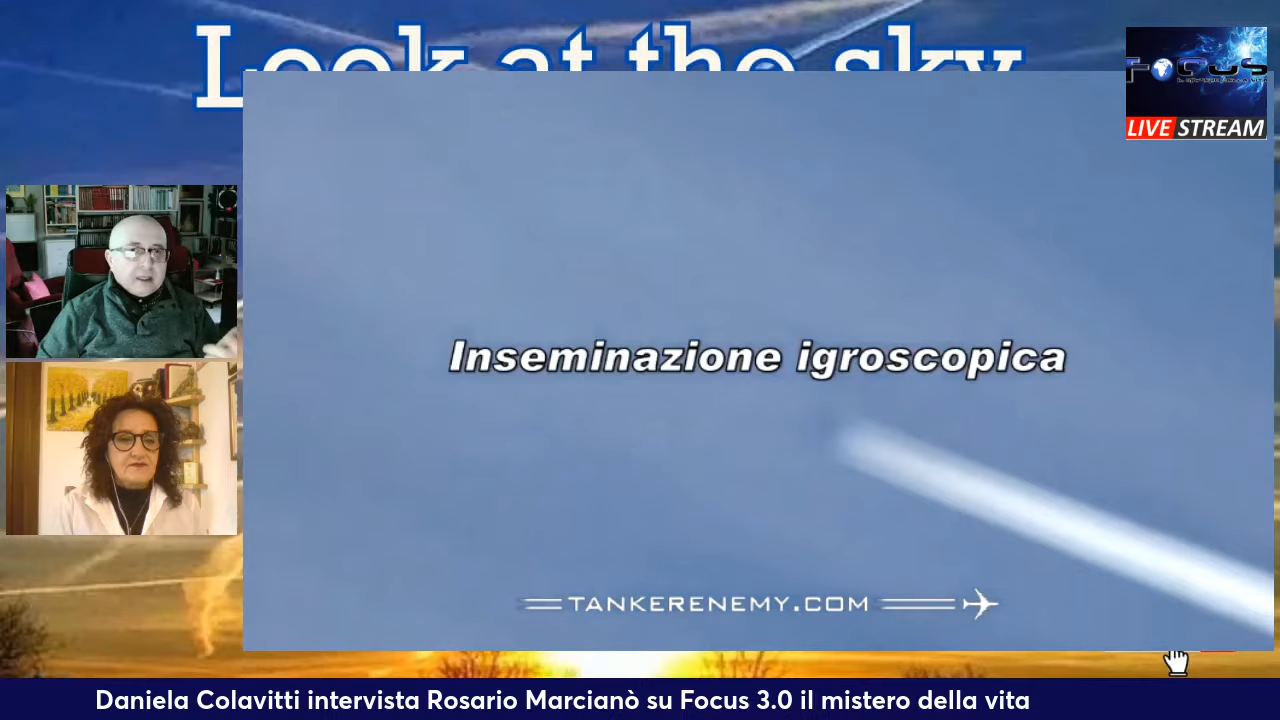 Look at the sky
FOCUS
LIVE STREAM
Inseminazione igroscopica
TANKERENEMY.COM
Daniela Colavitti intervista Rosario Marcianò su Focus 3.0 il mistero della vita